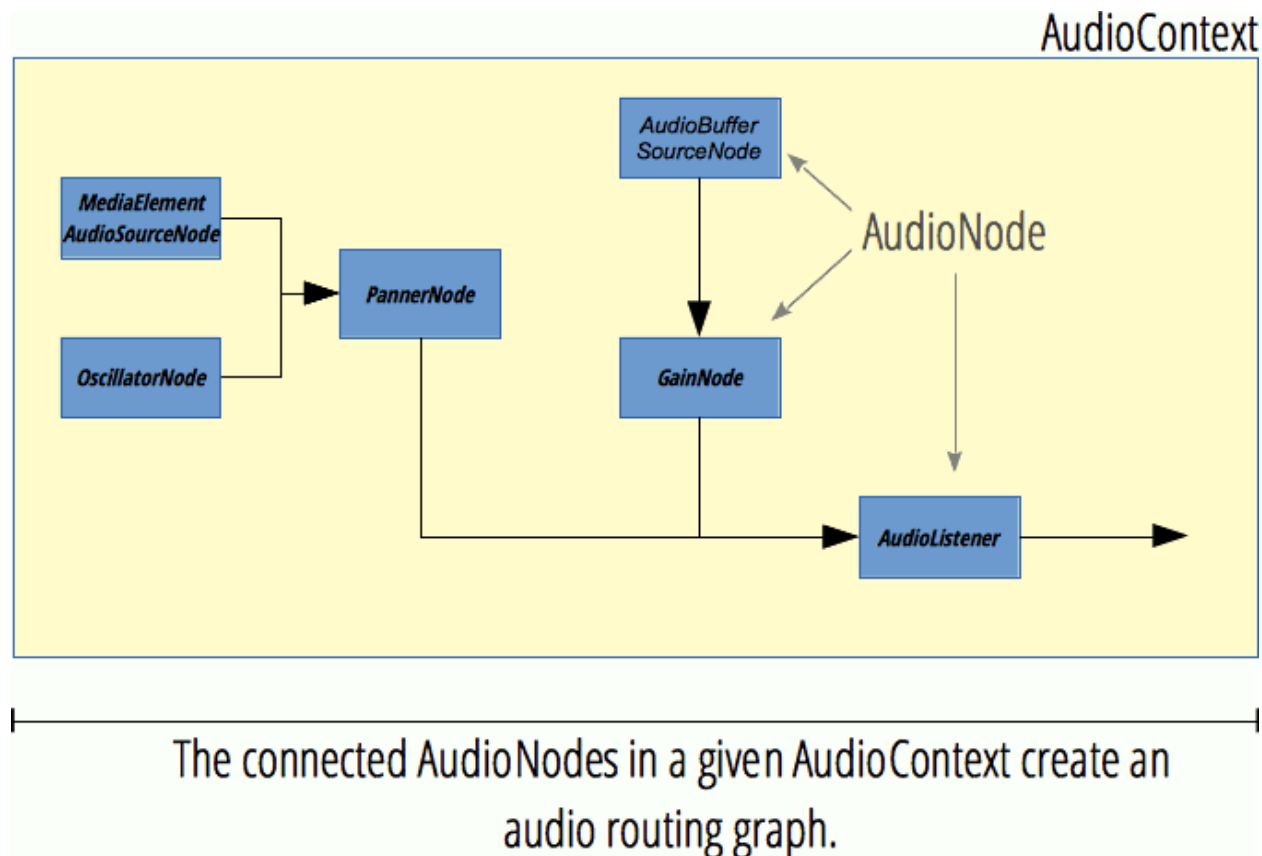 AudioContext
AudioBuffer
SourceNode
MediaElement
AudioSourceNode
AudioNode
PannerNode
OscillatorNode
GainNode
AudioListener
The connected AudioNodes in a given AudioContext create an
audio routing graph.